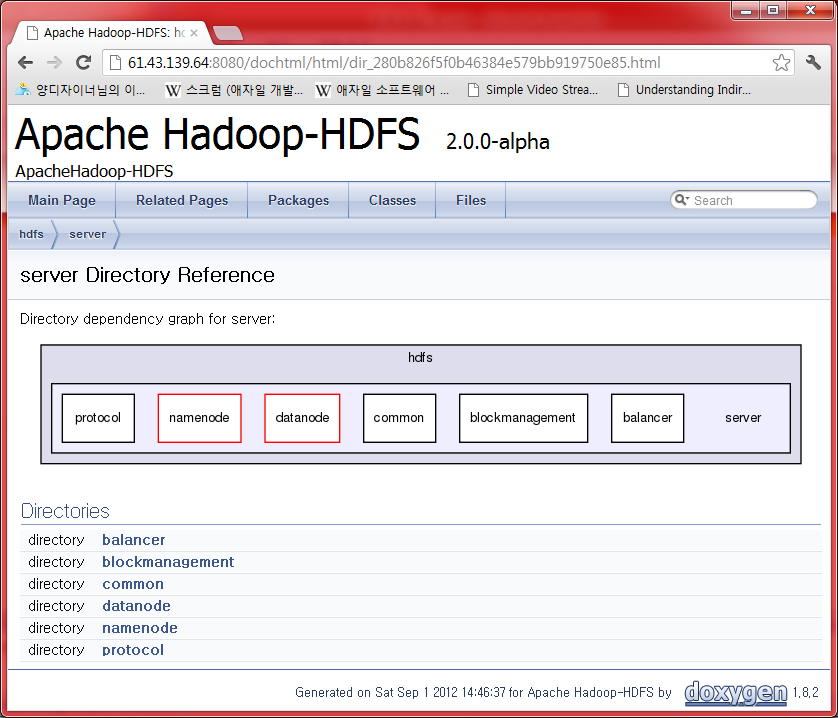 Apache Hadoop-HDFS: hd
61.43.139.64:8080/dochtml/html/dir_280b826f5f0b46384e579bb919750e85.html
양디자이너님의 이... W 스크럼 (애자일 개발... W 애자일 소프트웨어 ... Simple Video Strea... Understanding Indir...
Apache Hadoop-HDFS 2.0.0-alpha
ApacheHadoop-HDFS
Main Page Related Pages Packages Classes Files Search
hdfs server
server Directory Reference
Directory dependency graph for server:
hdfs
protocol namenode datanode common blockmanagement balancer server
Directories
directory balancer
directory blockmanagement
directory common
directory datanode
directory namenode
directory protocol
Generated on Sat Sep 1 2012 14:46:37 for Apache Hadoop-HDFS by doxygen 1.8.2